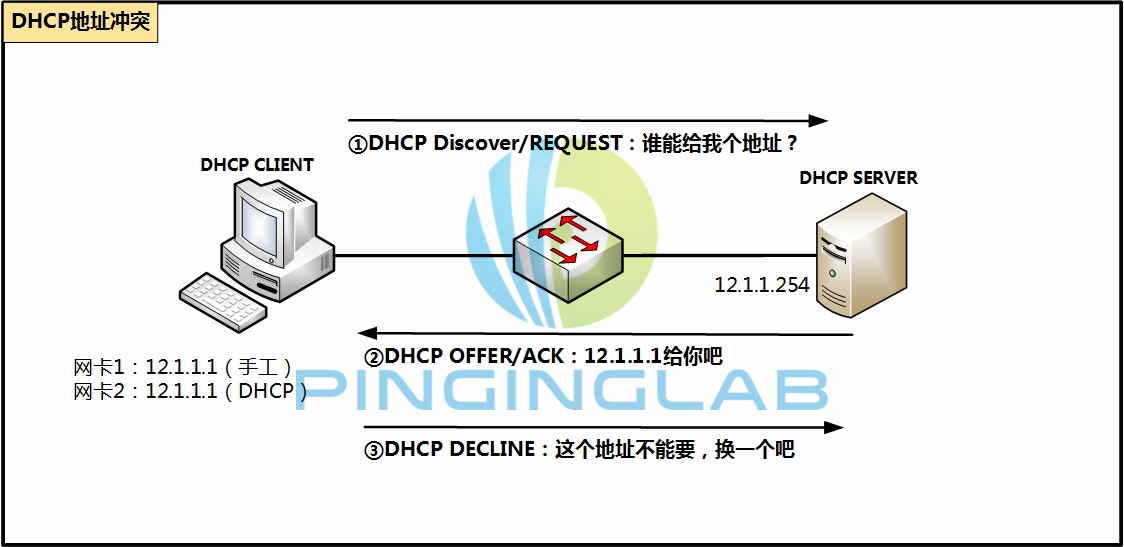 DHCP地址冲突
①DHCP Discover/REQUEST：谁能给我个地址？
DHCP CLIENT
DHCP SERVER
12.1.1.254
②DHCP OFFER/ACK：12.1.1.1给你吧
网卡1：12.1.1.1（手工）
网卡2：12.1.1.1（DHCP）
PINGINGLAB
③DHCP DECLINE：这个地址不能要，换一个吧